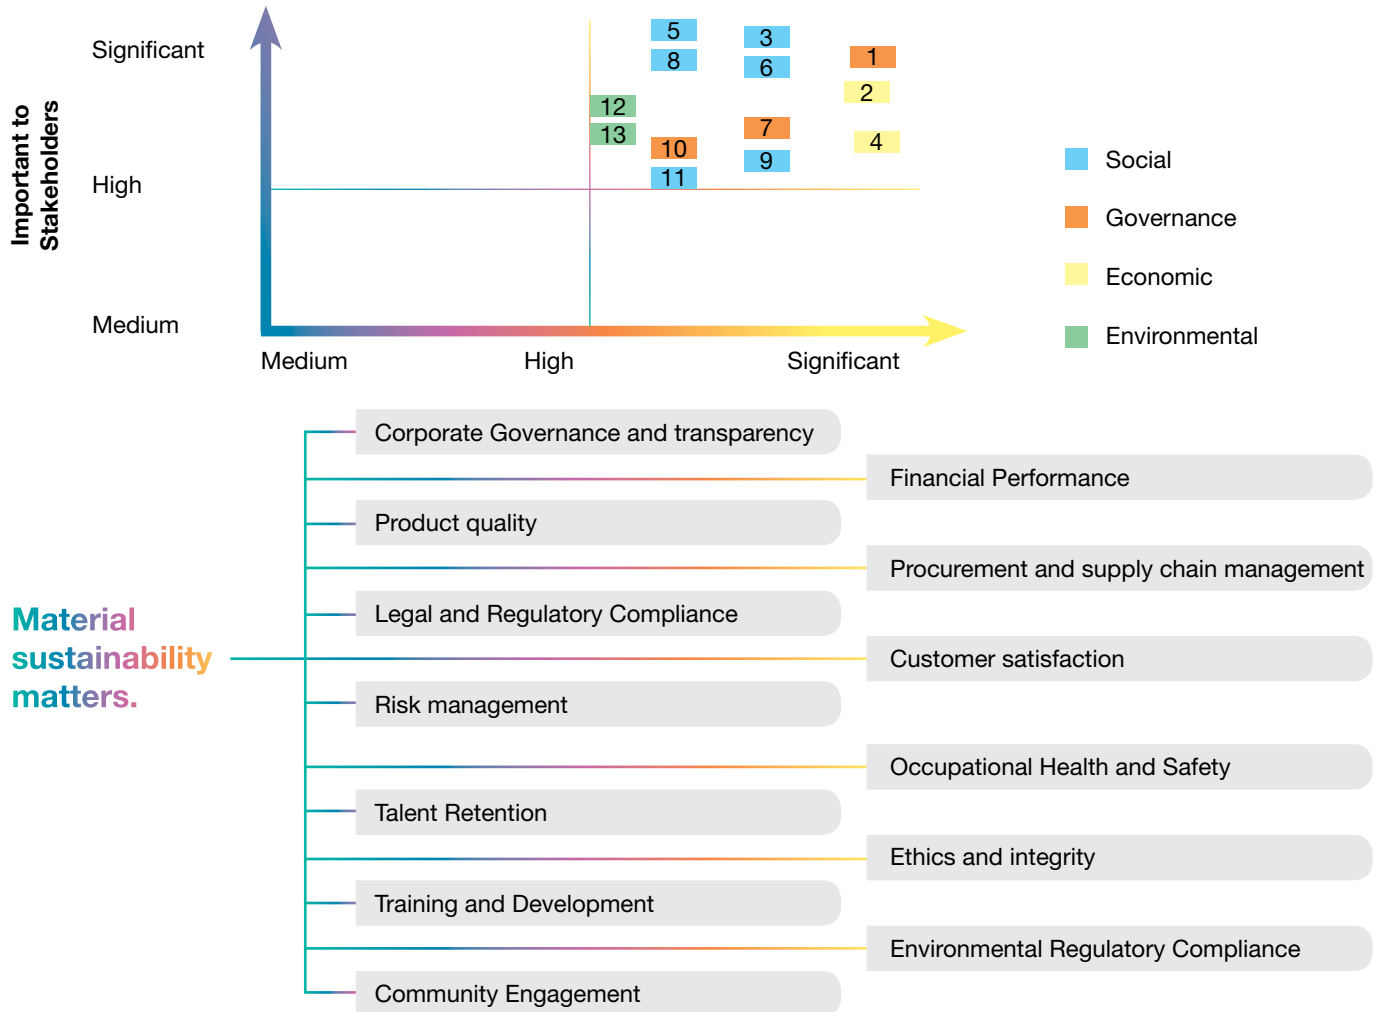 Important to
Stakeholders
Significant
High
Medium
5
3
1
8
6
2
12
13
10
7
4
11
9
Medium
High
Significant
Social
Governance
Economic
Environmental
Material
sustainability
matters.
Corporate Governance and transparency
Financial Performance
Product quality
Procurement and supply chain management
Legal and Regulatory Compliance
Customer satisfaction
Risk management
Occupational Health and Safety
Talent Retention
Ethics and integrity
Training and Development
Environmental Regulatory Compliance
Community Engagement